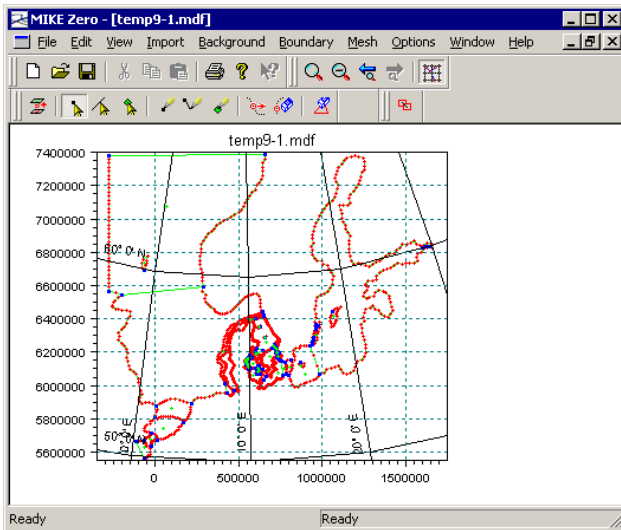 MIKE Zero - [temp9-1.mdf]
File Edit View Import Background Boundary Mesh Options Window Help
temp9-1.mdf
7400000
7200000
7000000
6800000
60° 0' N
6600000
6400000
6200000
6000000
5800000
50° 0' N
0° 0' E
10° 0' E
20° 0' E
5600000
0 500000 1000000 1500000
Ready Ready